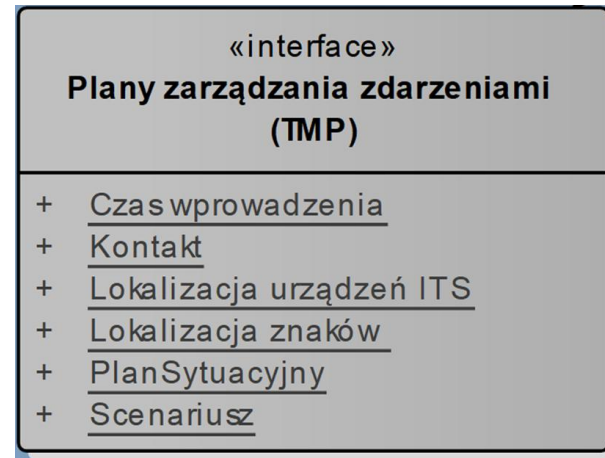 «interface»
Plany zarządzania zdarzeniami
(TMP)
+ Czas wprowadzenia
+ Kontakt
+ Lokalizacja urządzeń ITS
+ Lokalizacja znaków
+ PlanSytuacyjny
+ Scenariusz